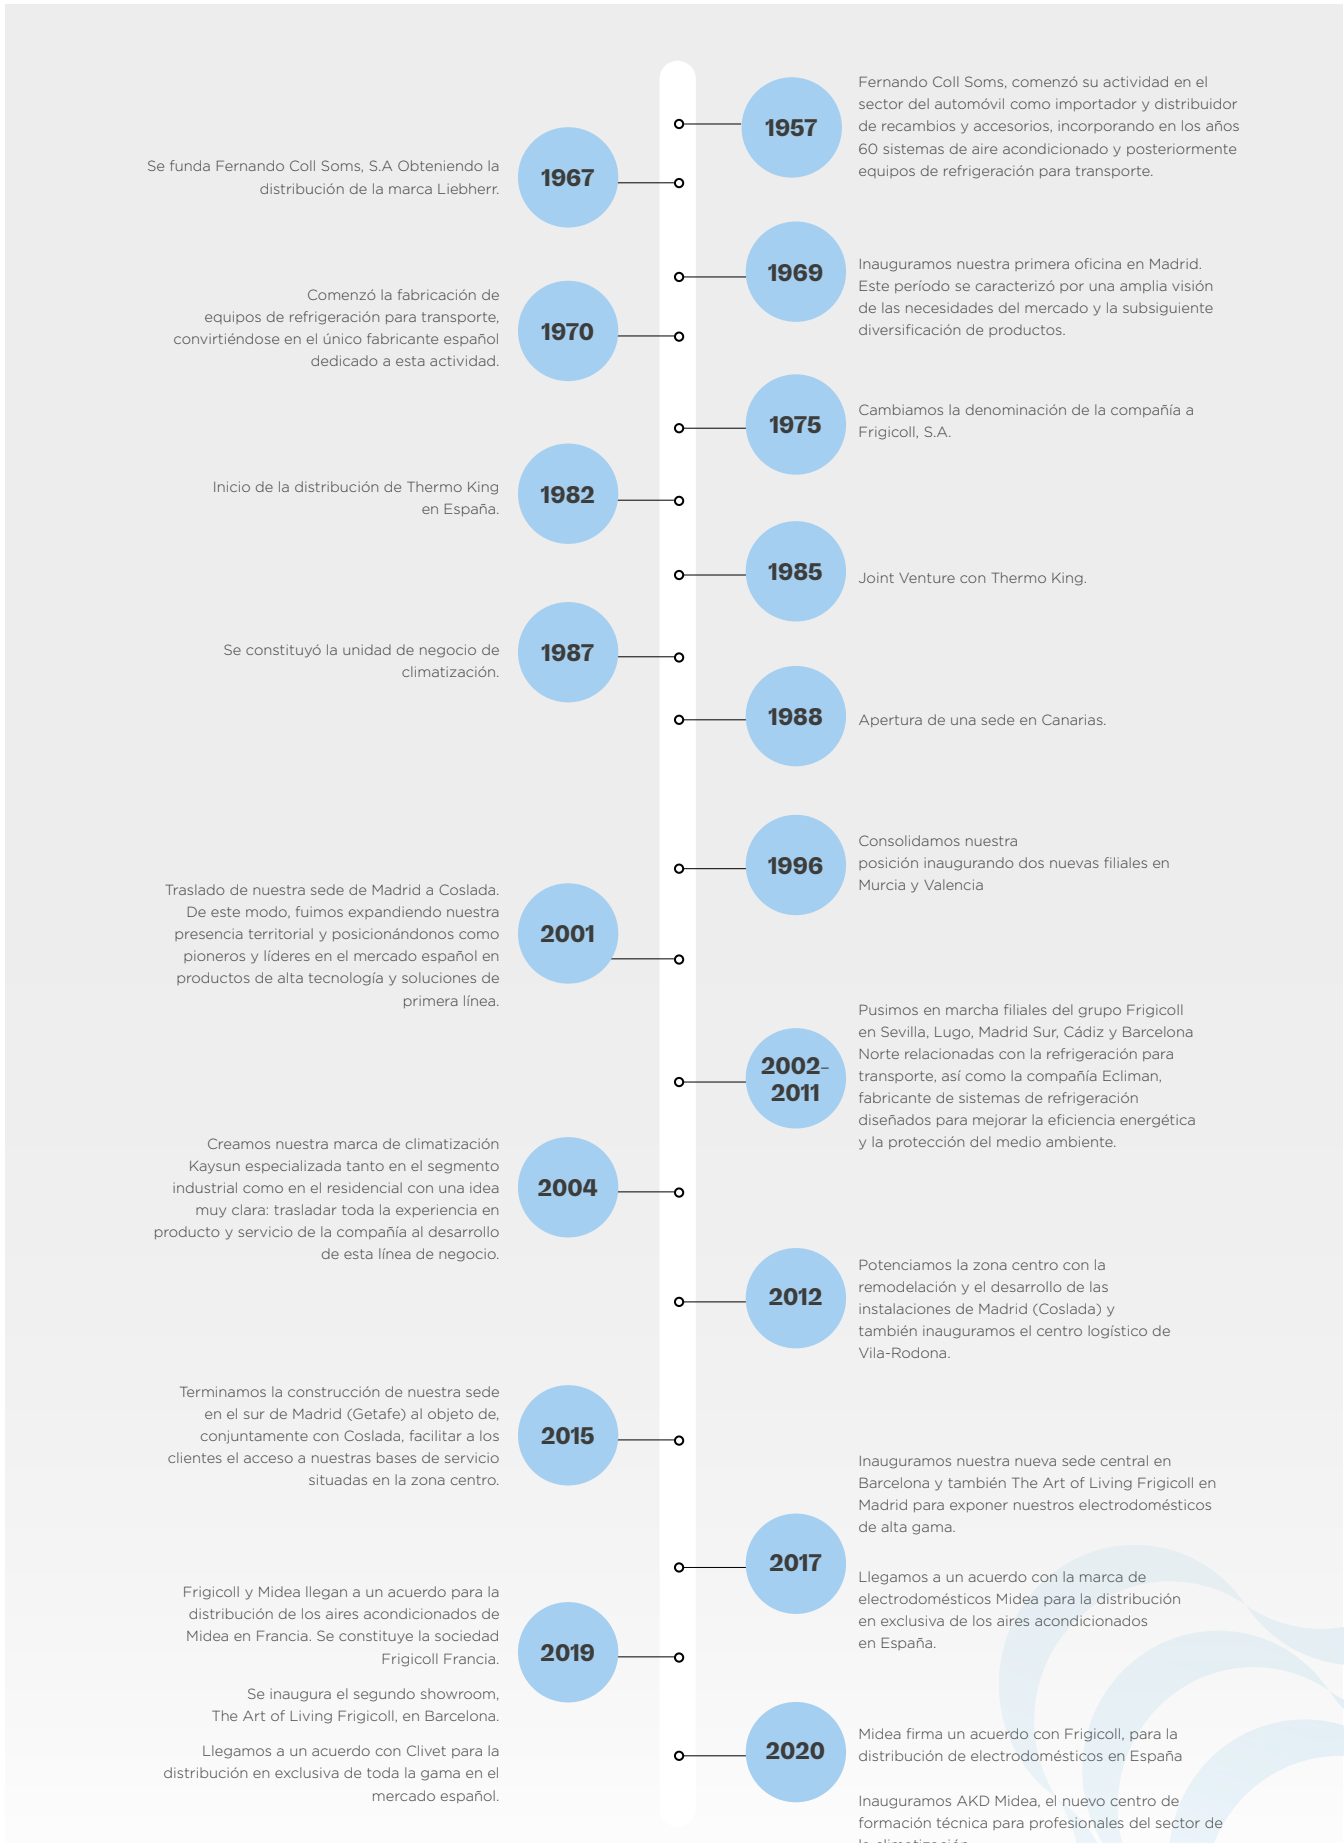 1957
Fernando Coll Soms, comenzó su actividad en el
sector del automóvil como importador y distribuidor
de recambios y accesorios, incorporando en los años
60 sistemas de aire acondicionado y posteriormente
equipos de refrigeración para transporte.
Se funda Fernando Coll Soms, S.A Obteniendo la
distribución de la marca Liebherr.
1967
1969
Inauguramos nuestra primera oficina en Madrid.
Este período se caracterizó por una amplia visión
de las necesidades del mercado y la subsiguiente
diversificación de productos.
Comenzó la fabricación de
equipos de refrigeración para transporte,
convirtiéndose en el único fabricante español
dedicado a esta actividad.
1970
1975
Cambiamos la denominación de la compañía a
Frigicoll, S.A.
Inicio de la distribución de Thermo King
en España.
1982
1985
Joint Venture con Thermo King.
Se constituyó la unidad de negocio de
climatización.
1987
1988
Apertura de una sede en Canarias.
1996
Consolidamos nuestra
posición inaugurando dos nuevas filiales en
Murcia y Valencia
Traslado de nuestra sede de Madrid a Coslada.
De este modo, fuimos expandiendo nuestra
presencia territorial y posicionándonos como
pioneros y líderes en el mercado español en
productos de alta tecnología y soluciones de
primera línea.
2001
2002-
2011
Pusimos en marcha filiales del grupo Frigicoll
en Sevilla, Lugo, Madrid Sur, Cádiz y Barcelona
Norte relacionadas con la refrigeración para
transporte, así como la compañía Ecliman,
fabricante de sistemas de refrigeración
diseñados para mejorar la eficiencia energética
y la protección del medio ambiente.
Creamos nuestra marca de climatización
Kaysun especializada tanto en el segmento
industrial como en el residencial con una idea
muy clara: trasladar toda la experiencia en
producto y servicio de la compañía al desarrollo
de esta línea de negocio.
2004
2012
Potenciamos la zona centro con la
remodelación y el desarrollo de las
instalaciones de Madrid (Coslada) y
también inauguramos el centro logístico de
Vila-Rodona.
Terminamos la construcción de nuestra sede
en el sur de Madrid (Getafe) al objeto de,
conjuntamente con Coslada, facilitar a los
clientes el acceso a nuestras bases de servicio
situadas en la zona centro.
2015
2017
Inauguramos nuestra nueva sede central en
Barcelona y también The Art of Living Frigicoll en
Madrid para exponer nuestros electrodomésticos
de alta gama.
Llegamos a un acuerdo con la marca de
electrodomésticos Midea para la distribución
en exclusiva de los aires acondicionados
en España.
Frigicoll y Midea llegan a un acuerdo para la
distribución de los aires acondicionados de
Midea en Francia. Se constituye la sociedad
Frigicoll Francia.
Se inaugura el segundo showroom,
The Art of Living Frigicoll, en Barcelona.
Llegamos a un acuerdo con Clivet para la
distribución en exclusiva de toda la gama en el
mercado español.
2019
2020
Midea firma un acuerdo con Frigicoll, para la
distribución de electrodomésticos en España
Inauguramos AKD Midea, el nuevo centro de
formación técnica para profesionales del sector de
la climatización